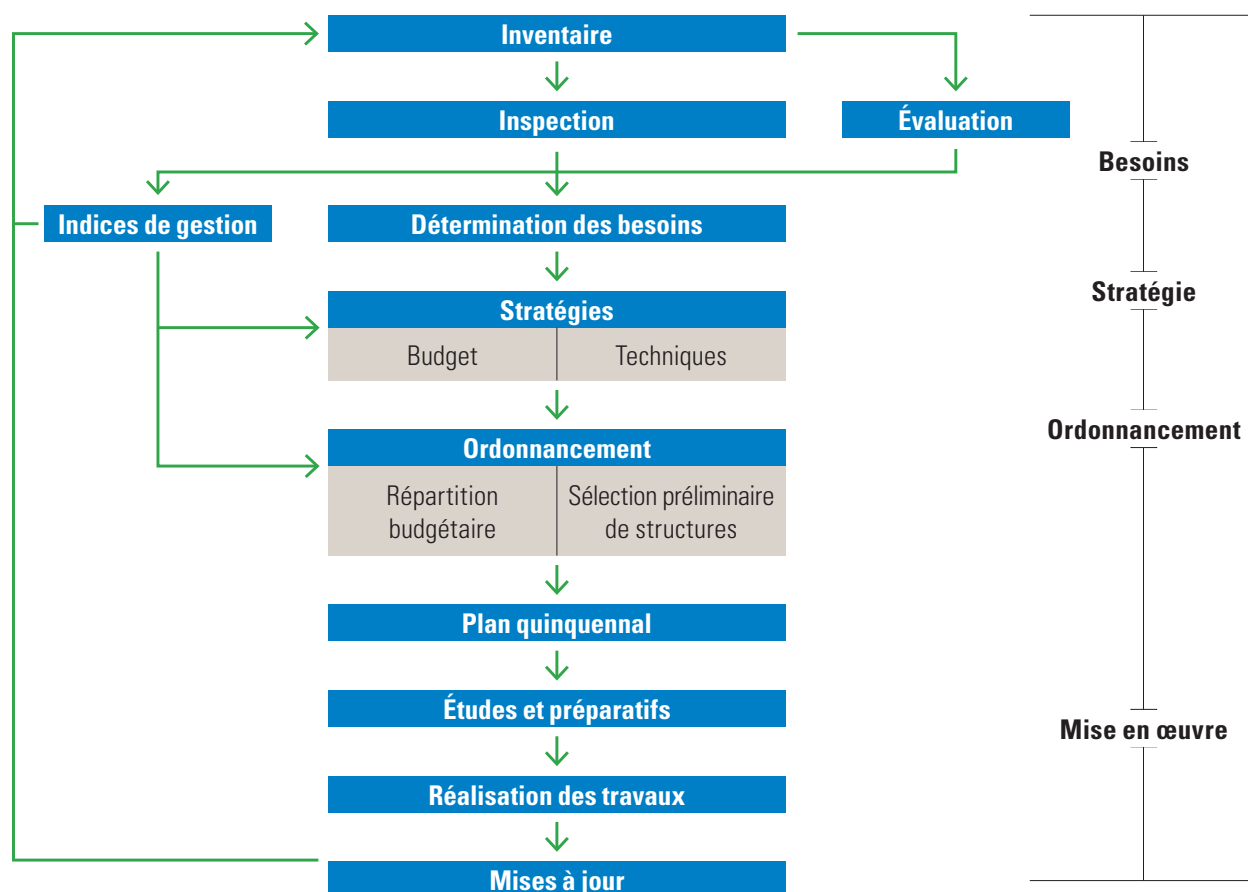 Inventaire
Inspection
Évaluation
Indices de gestion
Détermination des besoins
Stratégies
Budget
Techniques
Ordonnancement
Répartition
budgétaire
Sélection préliminaire
de structures
Plan quinquennal
Études et préparatifs
Réalisation des travaux
Mises à jour
Besoins
Stratégie
Ordonnancement
Mise en œuvre